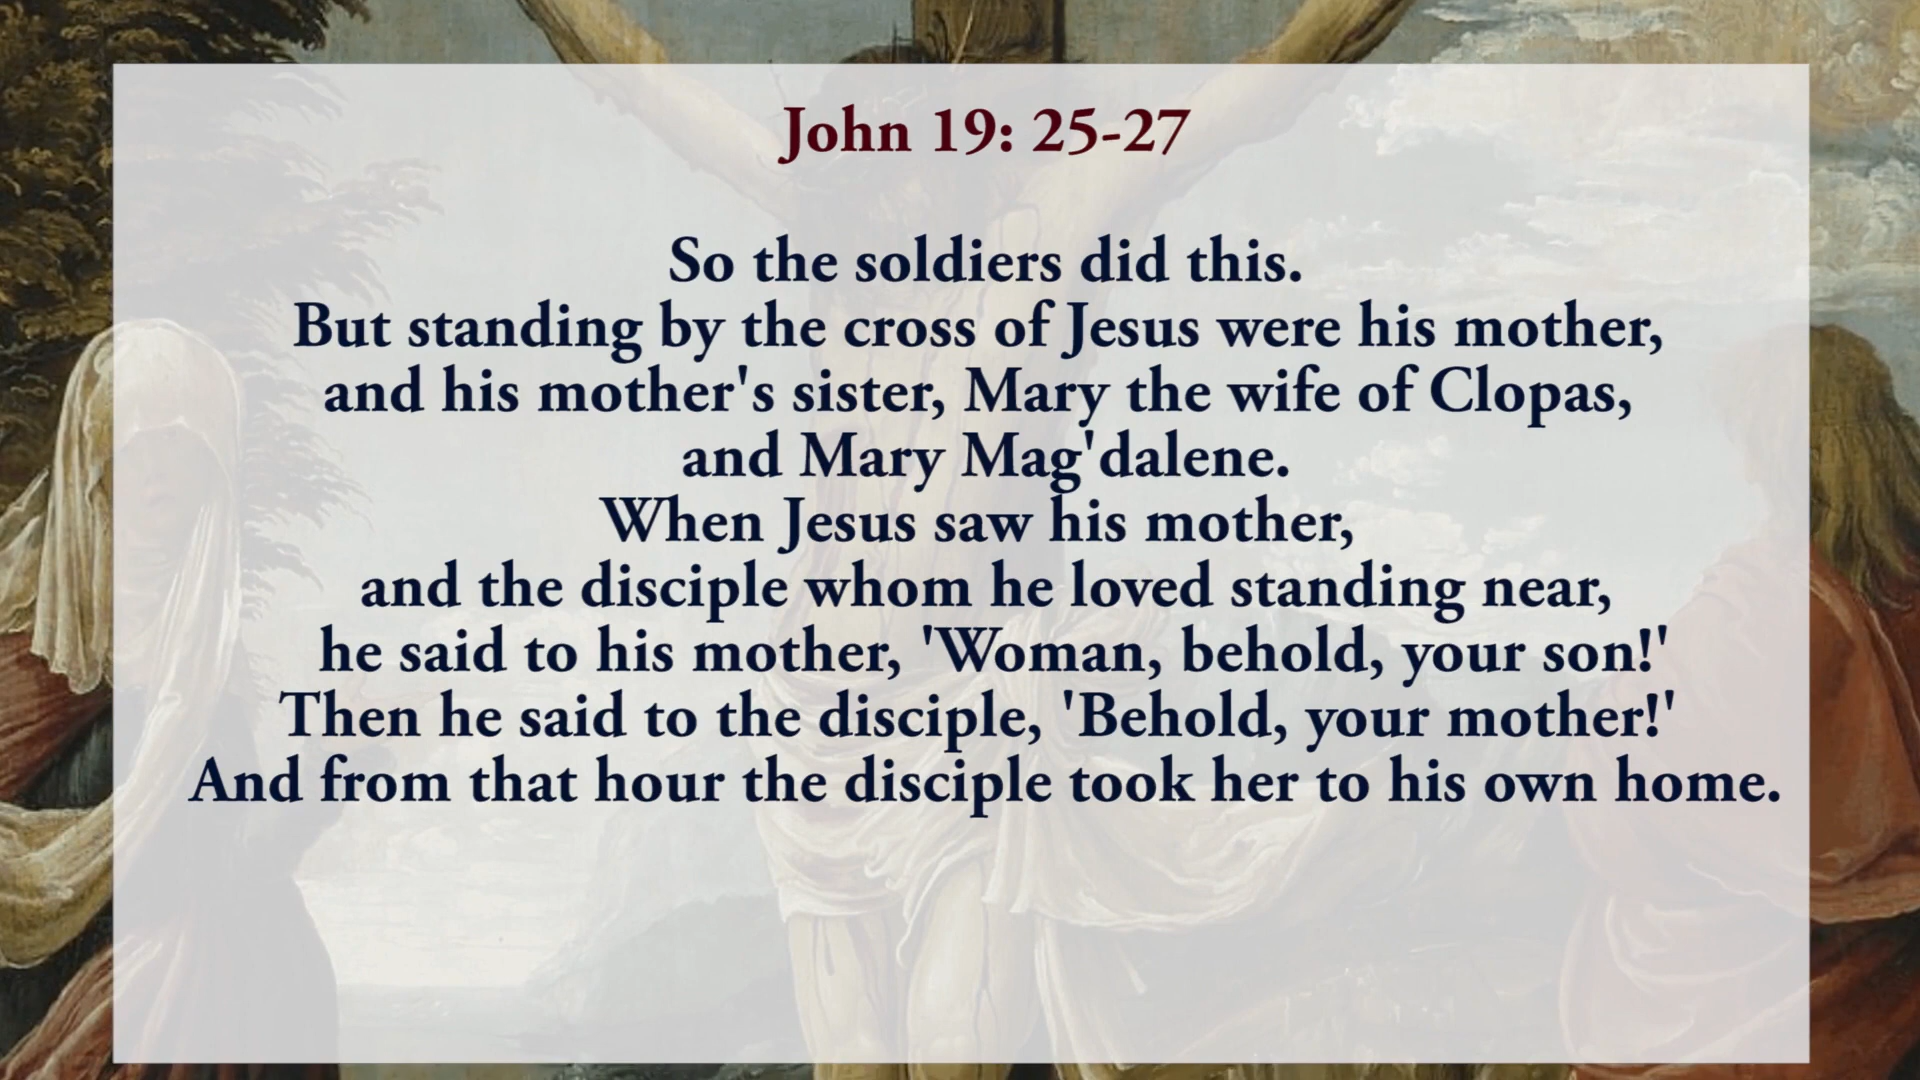 John 19: 25-27
So the soldiers did this.
But standing by the cross of Jesus were his mother,
and his mother's sister, Mary the wife of Clopas,
and Mary Mag'dalene.
When Jesus saw his mother,
and the disciple whom he loved standing near,
he said to his mother, 'Woman, behold, your son!'
Then he said to the disciple, 'Behold, your mother!'
And from that hour the disciple took her to his own home.